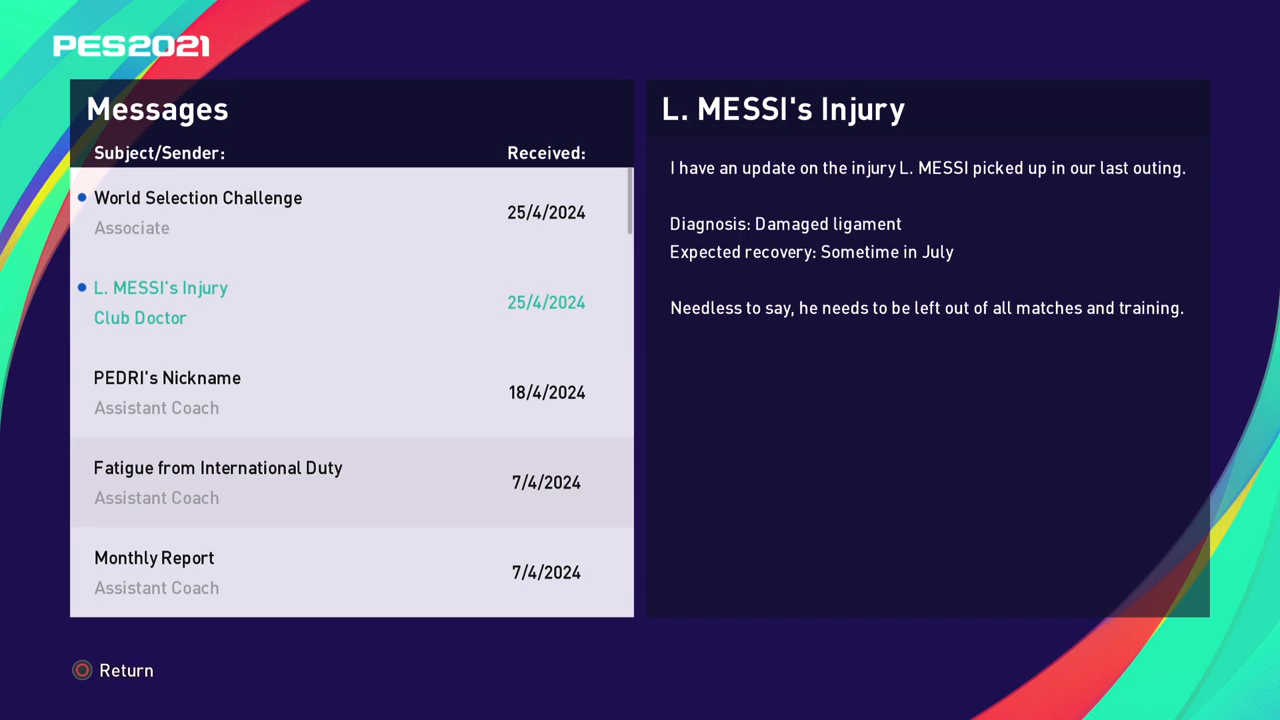 PES2021
Messages
Subject/Sender:
Received:
World Selection Challenge
Associate
25/4/2024
L. MESSI's Injury
Club Doctor
25/4/2024
PEDRI's Nickname
Assistant Coach
18/4/2024
Fatigue from International Duty
Assistant Coach
7/4/2024
Monthly Report
Assistant Coach
7/4/2024
L. MESSI's Injury
I have an update on the injury L. MESSI picked up in our last outing.
Diagnosis: Damaged ligament
Expected recovery: Sometime in July
Needless to say, he needs to be left out of all matches and training.
Return